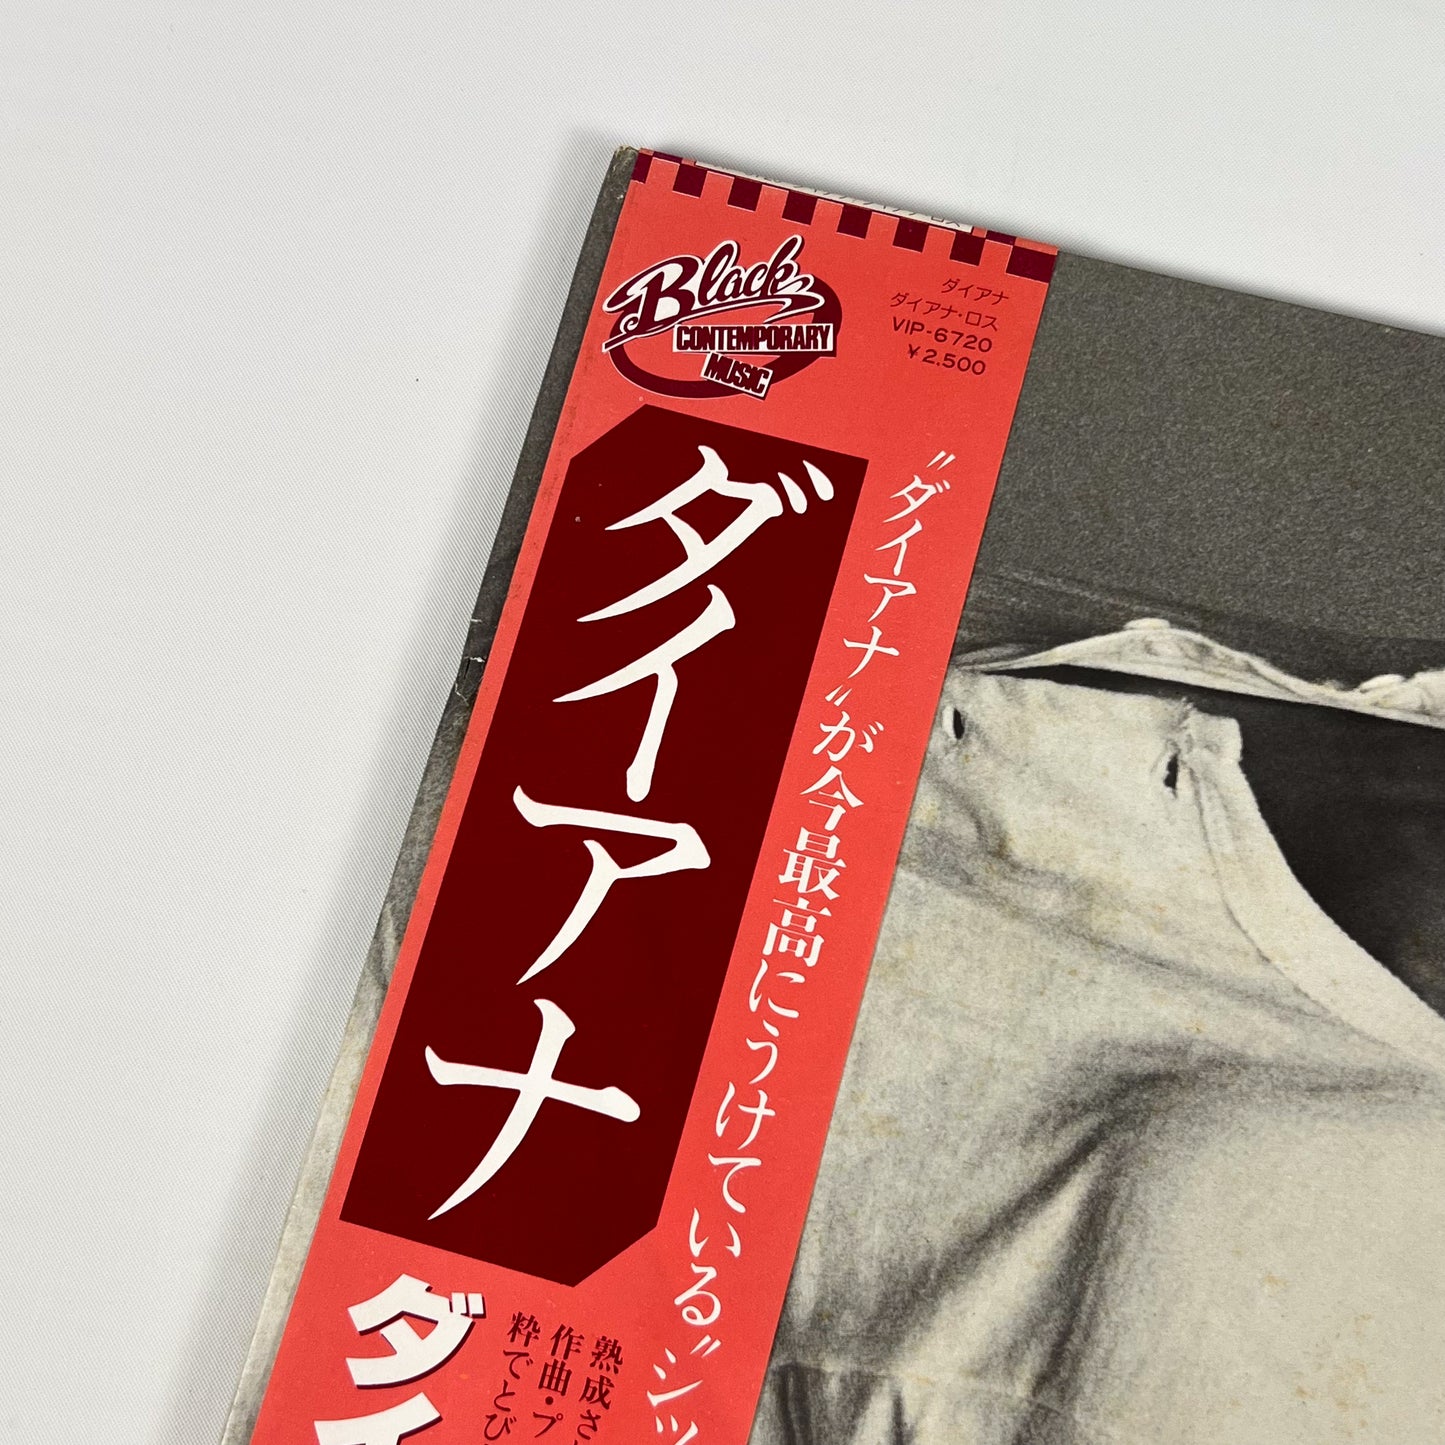 Black
CONTEMPORARY
MUSIC
ダイアナ
ダイアナ・ロス
VIP-6720
¥2.500
ダイアナ
〝ダイアナ〟が今最高にうけている〝シッ
ダイ
熟成さ
作曲・プ
粋でとび